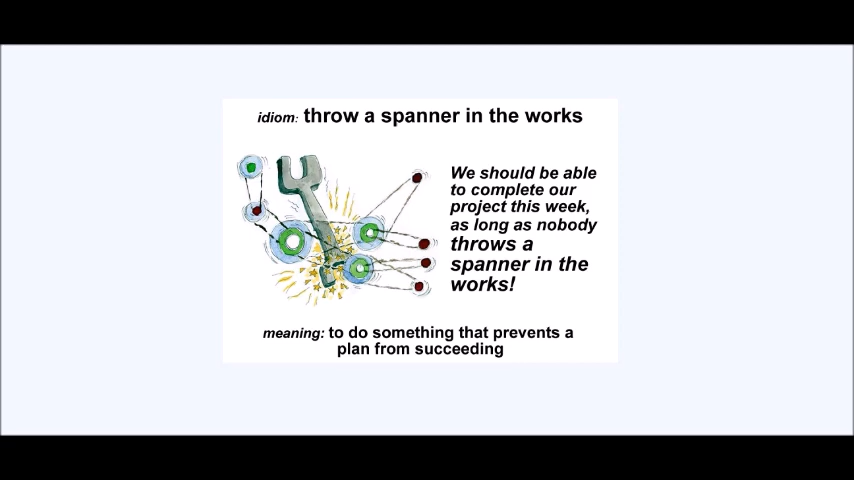 idiom: throw a spanner in the works
We should be able
to complete our
project this week,
as long as nobody
throws a
spanner in the
works!
meaning: to do something that prevents a
plan from succeeding